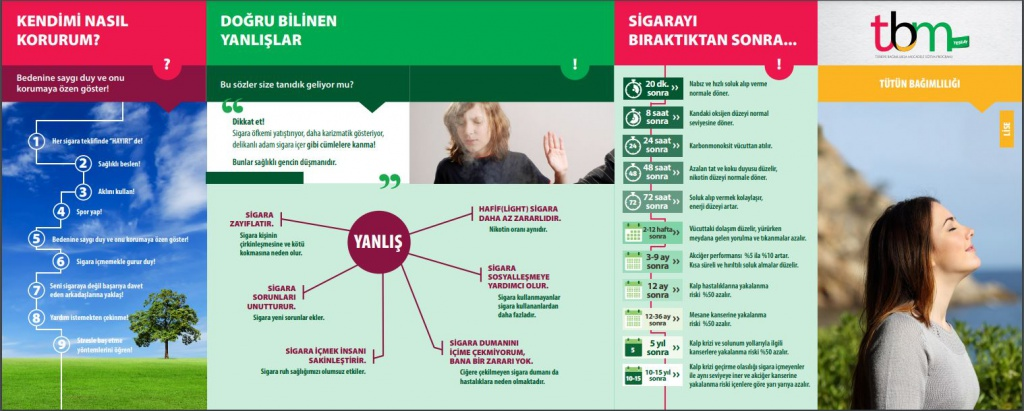 KENDİMİ NASIL
KORURUM?
?
Bedenine saygı duy ve onu
korumaya özen göster!
1
Her sigara teklifinde "HAYIR!" de!
2
Sağlıklı beslen!
3
Aklını kullan!
4
Spor yap!
5
Bedenine saygı duy ve onu korumaya özen göster!
6
Sigara içmemekle gurur duy!
7
Seni sigaraya değil başarıya davet
eden arkadaşlarına yaklaş!
8
Yardım istemekten çekinme!
9
Stresle baş etme
yöntemlerini öğren!
DOĞRU BİLİNEN
YANLIŞLAR
!
Bu sözler size tanıdık geliyor mu?
“
Dikkat et!
Sigara öfkemi yatıştırıyor, daha karizmatik gösteriyor,
delikanlı adam sigara içer gibi cümlelere kanma!
Bunlar sağlıklı gencin düşmanıdır.
”
YANLIŞ
SİGARA
ZAYIFLATIR.
Sigara kişinin
çirkinleşmesine ve kötü
kokmasına neden olur.
SİGARA
SORUNLARI
UNUTTURUR.
Sigara yeni sorunlar ekler.
SİGARA İÇMEK İNSANI
SAKİNLEŞTİRİR.
Sigara ruh sağlığımızı olumsuz etkiler.
HAFİF(LİGHT) SİGARA
DAHA AZ ZARARLIDIR.
Nikotin oranı aynıdır.
SİGARA
SOSYALLEŞMEYE
YARDIMCI OLUR.
Sigara kullanmayanlar
sigara kullananlardan
daha fazladır.
SİGARA DUMANINI
İÇİME ÇEKMİYORUM,
BANA BİR ZARARI YOK.
Ciğere çekilmeyen sigara dumanı da
hastalıklara neden olmaktadır.
SİGARAYI
BIRAKTIKTAN SONRA...
!
20 dk.
sonra
Nabız ve hızlı soluk alıp verme
normale döner.
8 saat
sonra
Kandaki oksijen düzeyi normal
seviyesine döner.
24
24 saat
sonra
Karbonmonoksit vücuttan atılır.
48
48 saat
sonra
Azalan tat ve koku duyusu düzelir,
nikotin düzeyi normale döner.
72
72 saat
sonra
Soluk alıp vermek kolaylaşır,
enerji düzeyi artar.
2-12 hafta
sonra
Vücuttaki dolaşım düzelir, yürürken
meydana gelen yorulma ve tıkanmalar azalır.
3-9 ay
sonra
Akciğer performansı %5 ila %10 artar.
Kısa süreli ve hırıltılı soluk almalar düzelir.
12 ay
sonra
Kalp hastalıklarına yakalanma
riski %50 azalır.
12-36 ay
sonra
Mesane kanserine yakalanma
riski %50 azalır.
5
5 yıl
sonra
Kalp krizi ve solunum yollarıyla ilgili
kanserlere yakalanma riski %50 azalır.
10-15
10-15 yıl
sonra
Kalp krizi geçirme olasılığı sigara içmeyenler
ile aynı seviyeye iner ve akciğer kanserine
yakalanma riski içenlere göre yarı yarıya azalır.
tbm
YEŞİLAY
TÜTÜN BAĞIMLILIĞI
LİSE